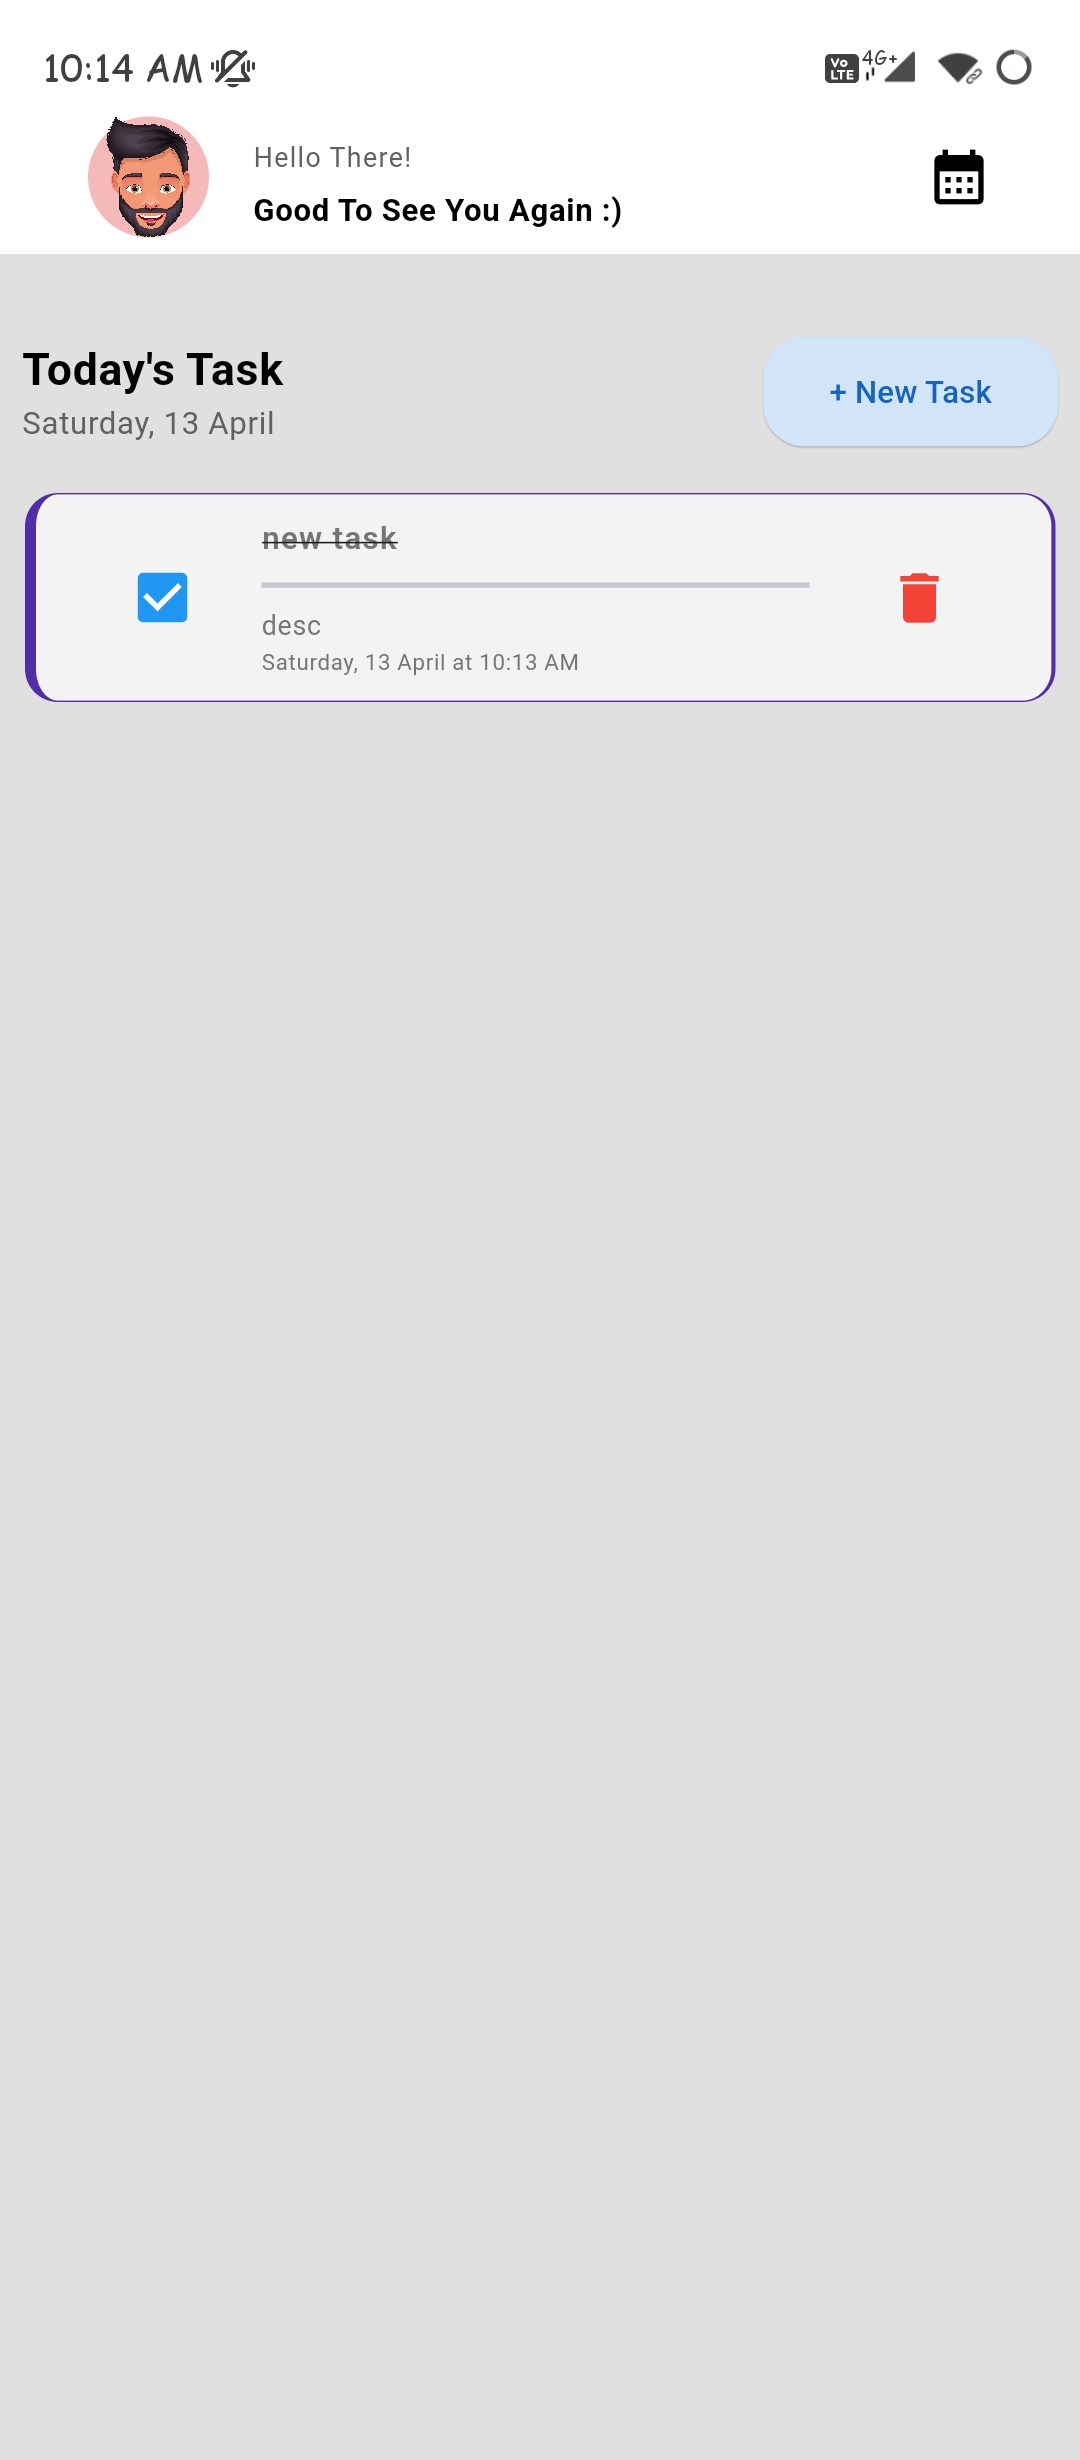 10:14 AM
Vo LTE 4G+
Hello There!
Good To See You Again :)
Today's Task
Saturday, 13 April
+ New Task
new task
desc
Saturday, 13 April at 10:13 AM